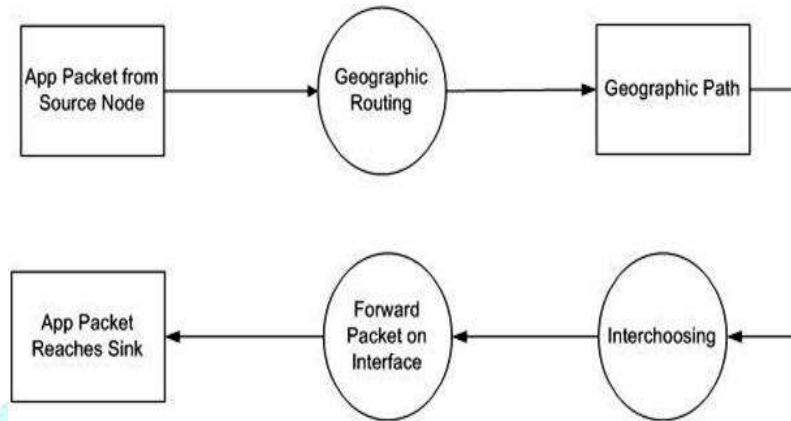 App Packet from
Source Node
Geographic
Routing
Geographic Path
App Packet
Reaches Sink
Forward
Packet on
Interface
Interchoosing